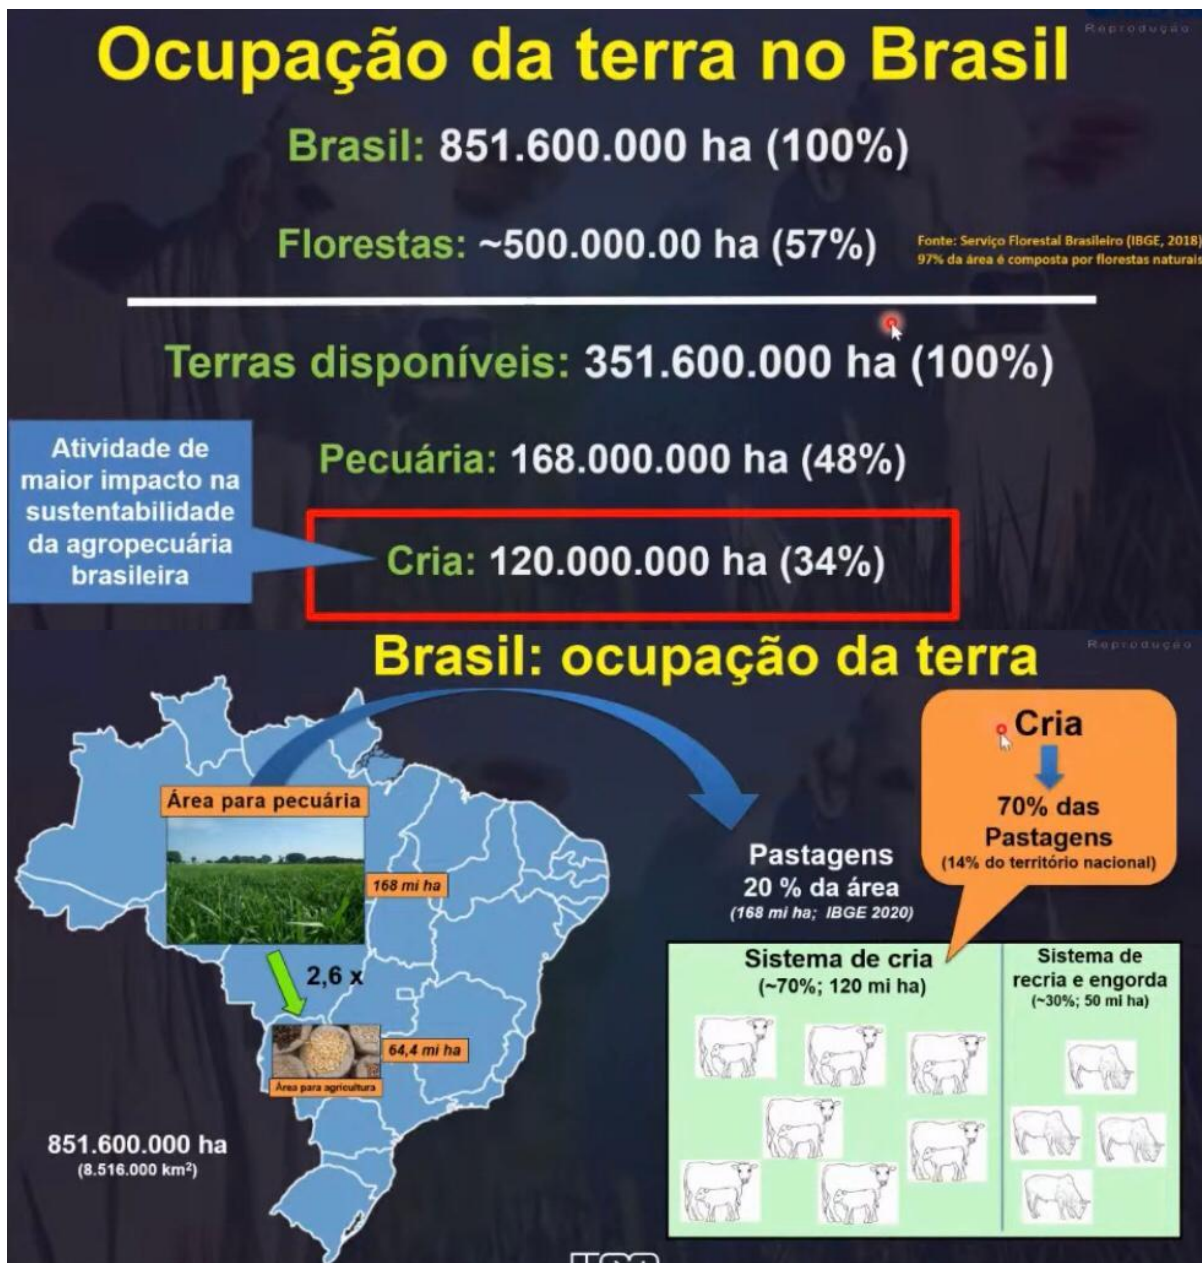 Reprodução
Ocupação da terra no Brasil
Brasil: 851.600.000 ha (100%)
Florestas: ~500.000.00 ha (57%)
Fonte: Serviço Florestal Brasileiro (IBGE, 2018)
97% da área é composta por florestas naturais
Terras disponíveis: 351.600.000 ha (100%)
Atividade de
maior impacto na
sustentabilidade
da agropecuária
brasileira
Pecuária: 168.000.000 ha (48%)
Cria: 120.000.000 ha (34%)
Reprodução
Brasil: ocupação da terra
Cria
70% das
Pastagens
(14% do território nacional)
Área para pecuária
168 mi ha
Pastagens
20 % da área
(168 mi ha; IBGE 2020)
2,6 x
64,4 mi ha
Área para agricultura
851.600.000 ha
(8.516.000 km²)
Sistema de cria
(~70%; 120 mi ha)
Sistema de
recria e engorda
(~30%; 50 mi ha)